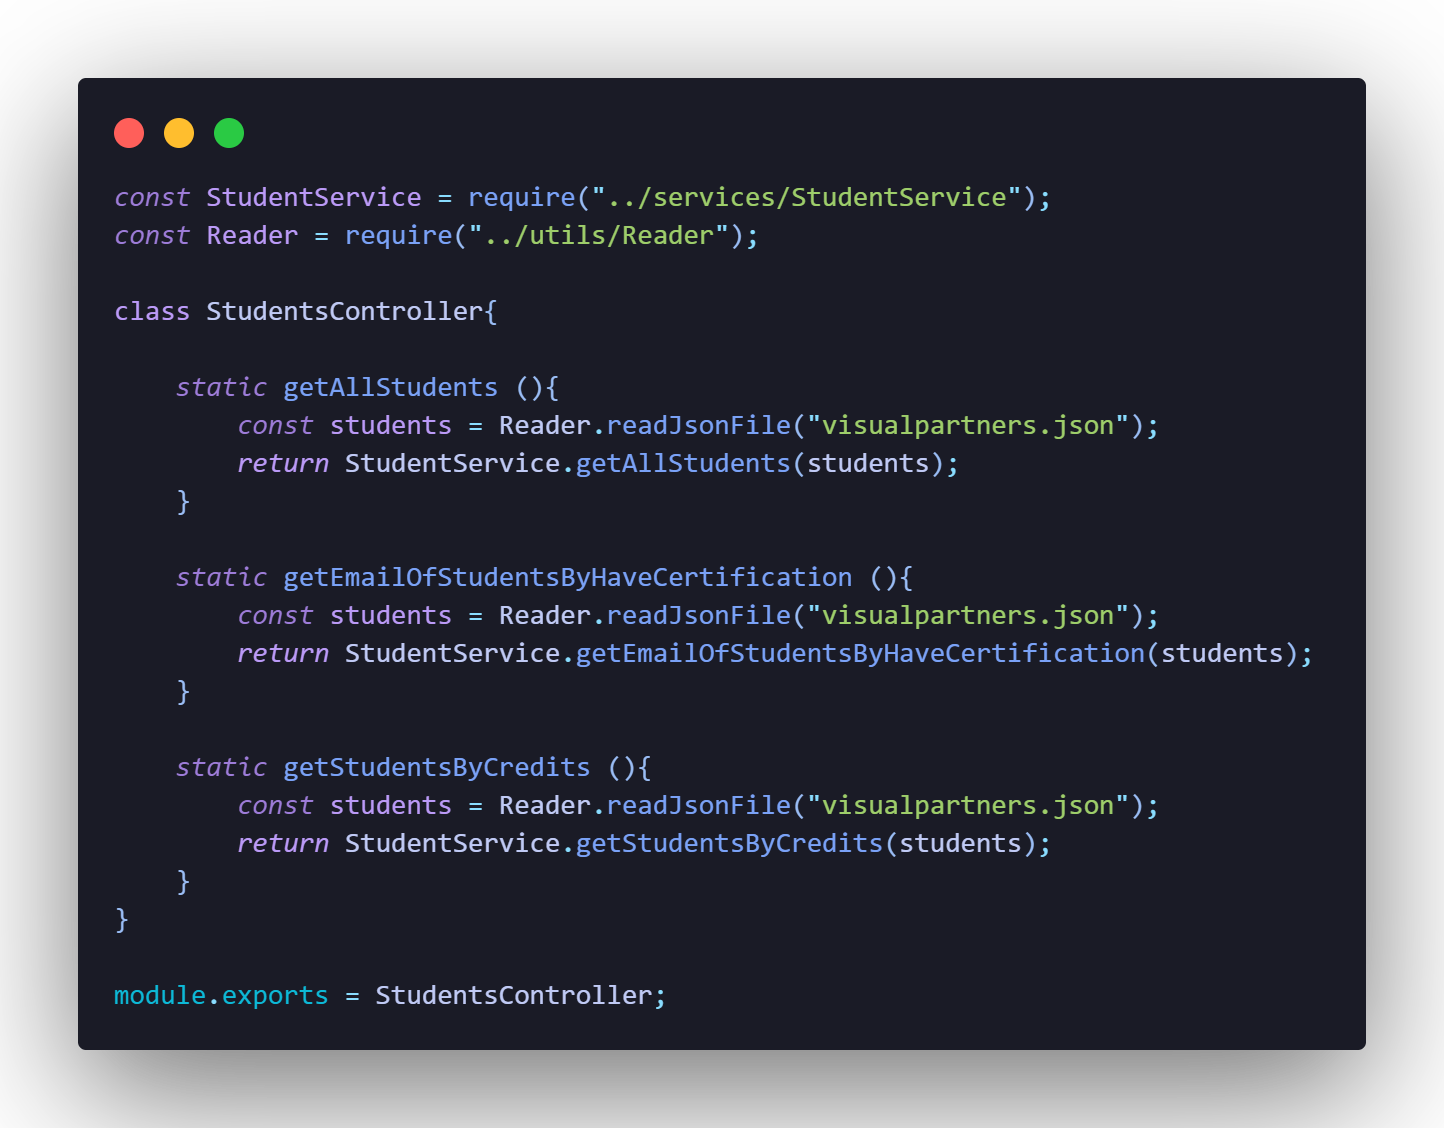 const StudentService = require("../services/StudentService");
const Reader = require("../utils/Reader");

class StudentsController{

    static getAllStudents (){
        const students = Reader.readJsonFile("visualpartners.json");
        return StudentService.getAllStudents(students);
    }

    static getEmailOfStudentsByHaveCertification (){
        const students = Reader.readJsonFile("visualpartners.json");
        return StudentService.getEmailOfStudentsByHaveCertification(students);
    }

    static getStudentsByCredits (){
        const students = Reader.readJsonFile("visualpartners.json");
        return StudentService.getStudentsByCredits(students);
    }
}

module.exports = StudentsController;